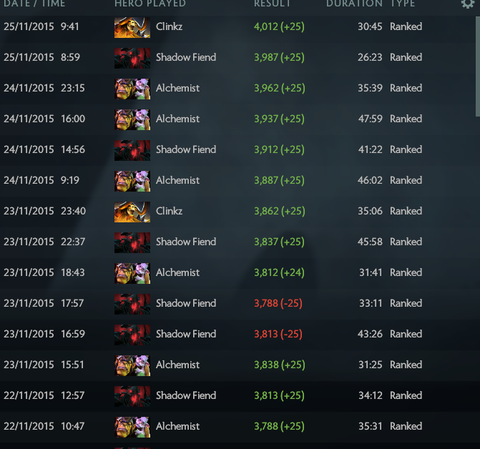 DATE / TIME HERO PLAYED RESULT DURATION TYPE
25/11/2015 9:41 Clinkz 4,012 (+25) 30:45 Ranked
25/11/2015 8:59 Shadow Fiend 3,987 (+25) 26:23 Ranked
24/11/2015 23:15 Alchemist 3,962 (+25) 35:39 Ranked
24/11/2015 16:00 Alchemist 3,937 (+25) 47:59 Ranked
24/11/2015 14:56 Shadow Fiend 3,912 (+25) 41:22 Ranked
24/11/2015 9:19 Alchemist 3,887 (+25) 46:02 Ranked
23/11/2015 23:40 Clinkz 3,862 (+25) 35:06 Ranked
23/11/2015 22:37 Shadow Fiend 3,837 (+25) 45:58 Ranked
23/11/2015 18:43 Alchemist 3,812 (+24) 31:41 Ranked
23/11/2015 17:57 Shadow Fiend 3,788 (-25) 33:11 Ranked
23/11/2015 16:59 Shadow Fiend 3,813 (-25) 43:26 Ranked
23/11/2015 15:51 Alchemist 3,838 (+25) 31:25 Ranked
22/11/2015 12:57 Shadow Fiend 3,813 (+25) 34:12 Ranked
22/11/2015 10:47 Alchemist 3,788 (+25) 35:31 Ranked